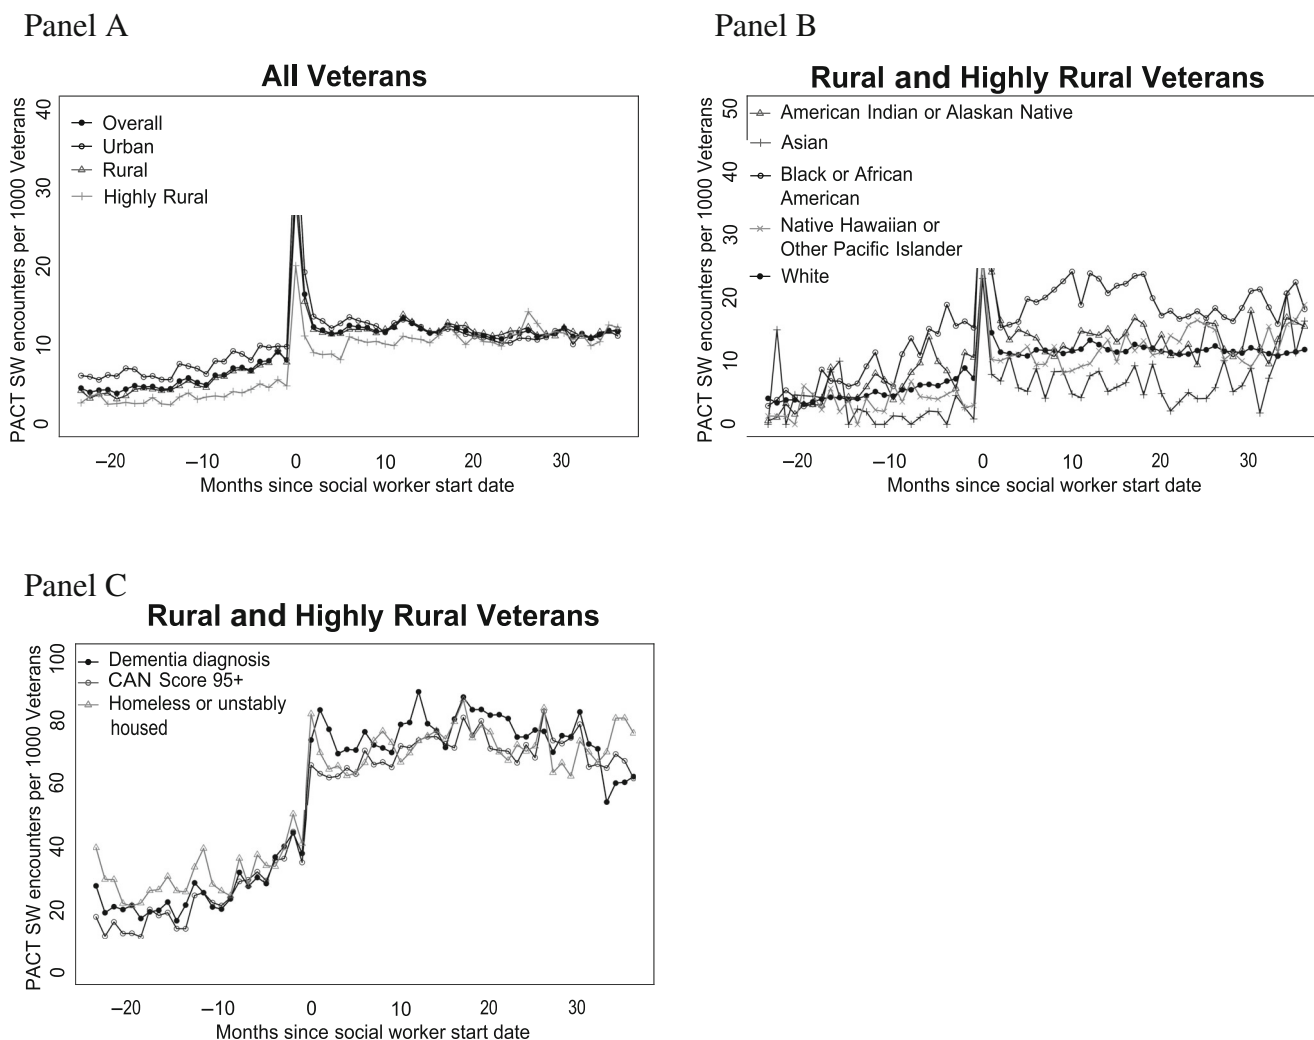 Panel A
All Veterans
PACT SW encounters per 1000 Veterans
40
30
20
10
0
Overall
Urban
Rural
Highly Rural
–20
–10
0
10
20
30
Months since social worker start date
Panel B
Rural and Highly Rural Veterans
PACT SW encounters per 1000 Veterans
50
40
30
20
10
0
American Indian or Alaskan Native
Asian
Black or African
American
Native Hawaiian or
Other Pacific Islander
White
–20
–10
0
10
20
30
Months since social worker start date
Panel C
Rural and Highly Rural Veterans
PACT SW encounters per 1000 Veterans
100
80
60
40
20
0
Dementia diagnosis
CAN Score 95+
Homeless or unstably
housed
–20
–10
0
10
20
30
Months since social worker start date